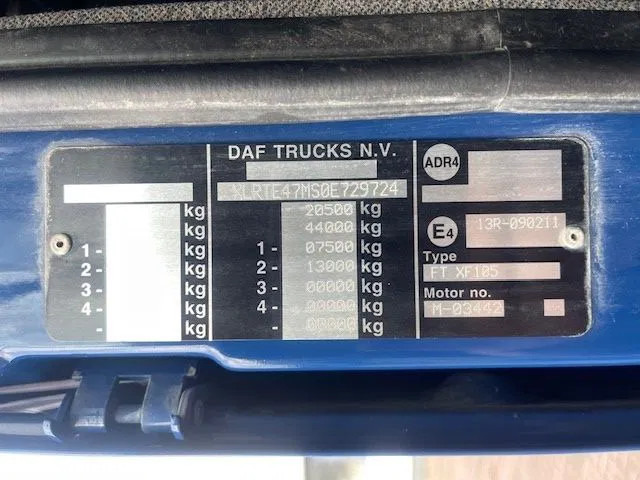 DAF TRUCKS N.V.
XLRTE47MS0E729724
kg
kg
1- kg
2- kg
3- kg
4- kg
- kg
20500 kg
44000 kg
1- 07500 kg
2- 13000 kg
3- 00000 kg
4- 00000 kg
- 00000 kg
ADR4
E4 13R-090211
Type
FT XF105
Motor no.
M-03442